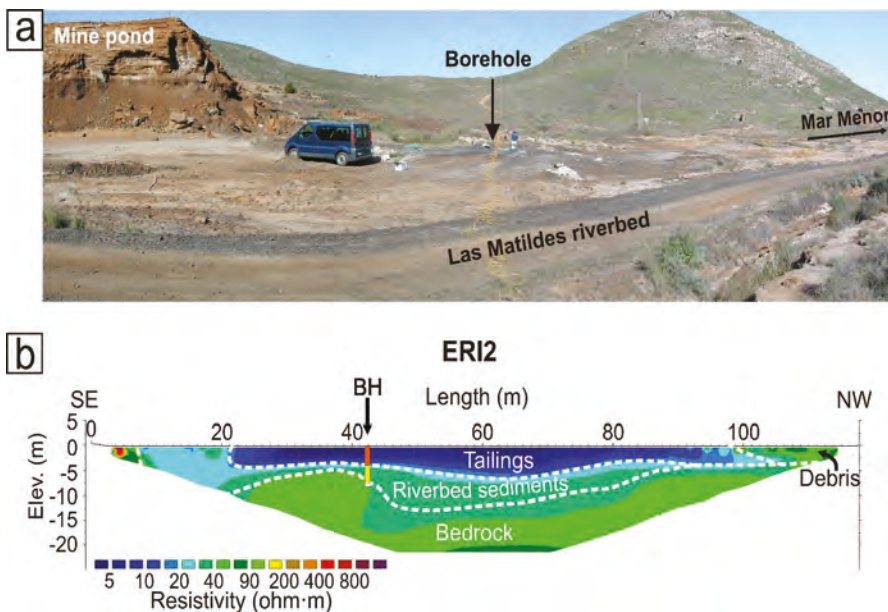 a
Mine pond
Borehole
Mar Menor
Las Matildes riverbed
b
ERI2
BH
SE
Length (m)
NW
0 20 40 60 80 100
5
0
-5
-10
-15
-20
Elev. (m)
Tailings
Riverbed sediments
Debris
Bedrock
5 10 20 40 90 200 400 800
Resistivity (ohm·m)